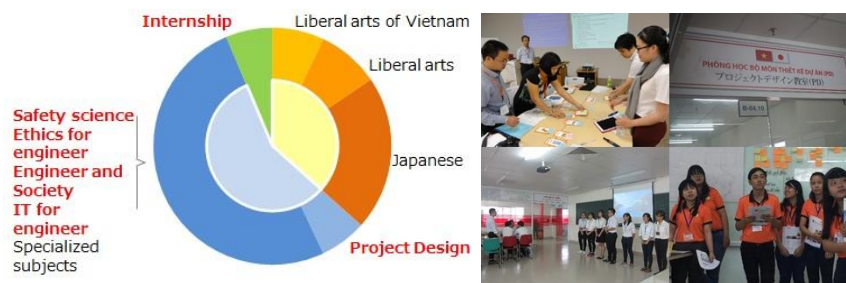 Internship
Liberal arts of Vietnam
Liberal arts
Japanese
Project Design
Safety science
Ethics for
engineer
Engineer and
Society
IT for
engineer
Specialized
subjects
PHÒNG HỌC BỘ MÔN THIẾT KẾ DỰ ÁN (PD)
プロジェクトデザイン教室(PD)
B-04.10